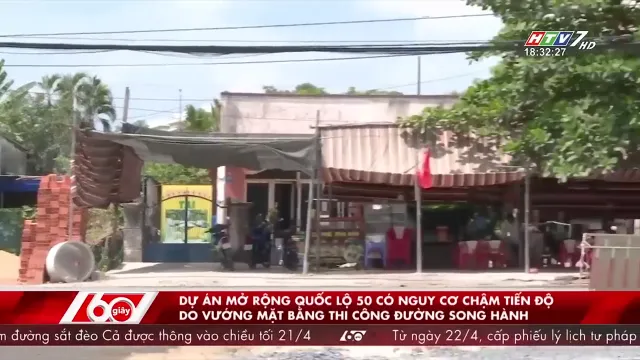 HTV7 HD
18:32:27
60 giây
DỰ ÁN MỞ RỘNG QUỐC LỘ 50 CÓ NGUY CƠ CHẬM TIẾN ĐỘ
DO VƯỚNG MẶT BẰNG THI CÔNG ĐƯỜNG SONG HÀNH
m đường sắt đèo Cả được thông vào chiều tối 21/4
Từ ngày 22/4, cấp phiếu lý lịch tư pháp